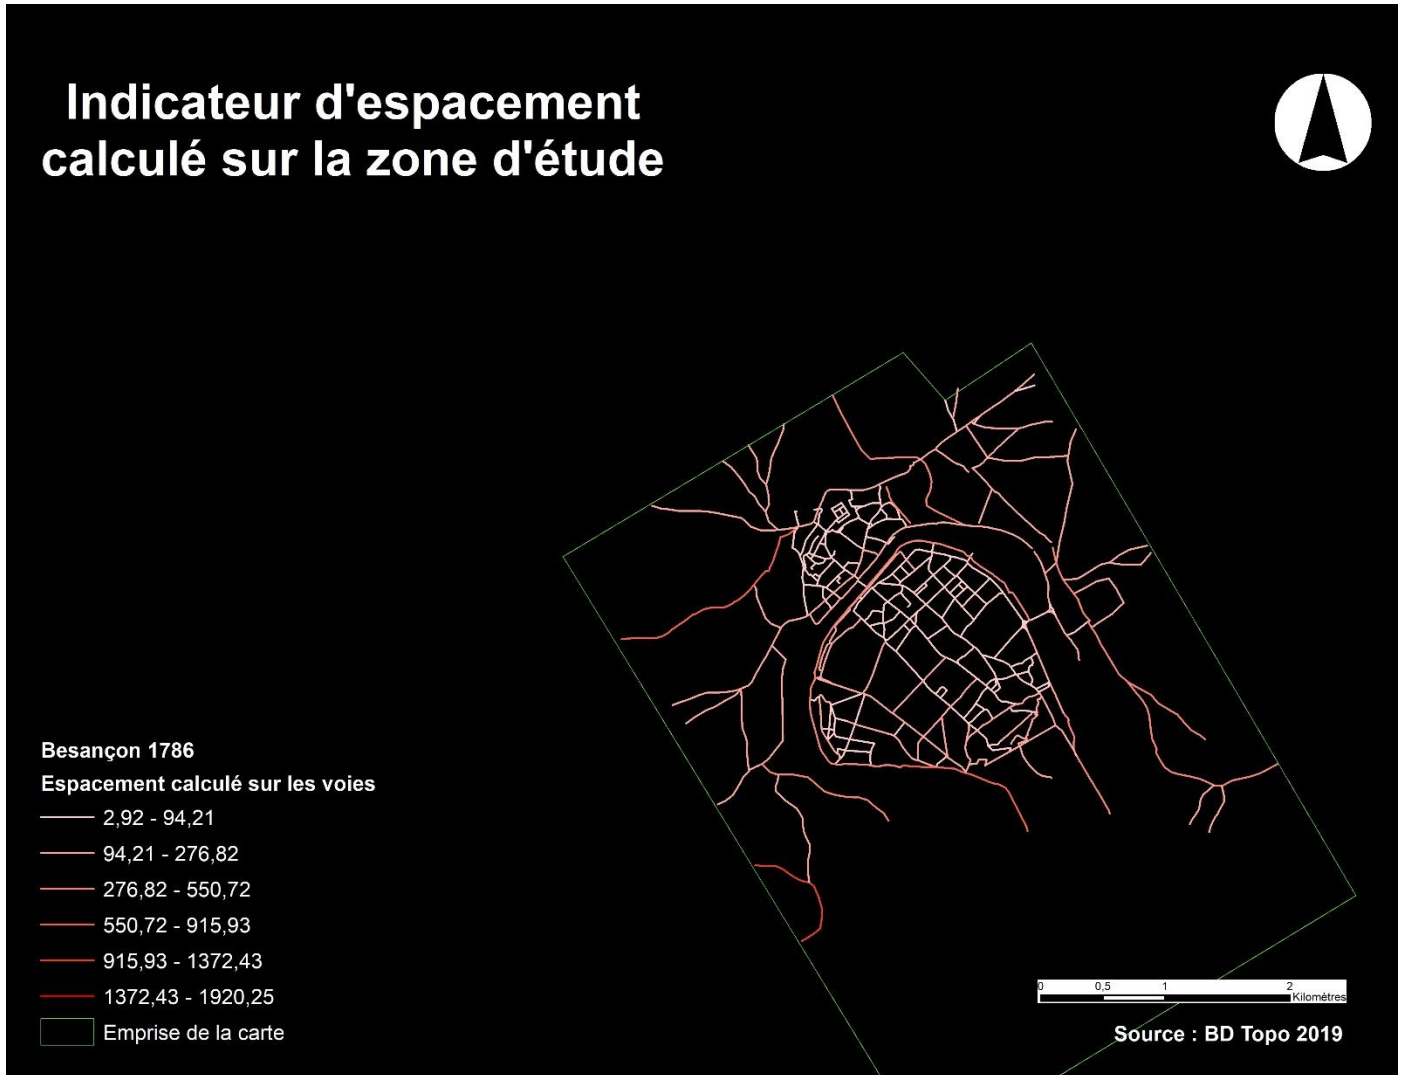 Indicateur d'espacement
calculé sur la zone d'étude
Besançon 1786
Espacement calculé sur les voies
2,92 - 94,21
94,21 - 276,82
276,82 - 550,72
550,72 - 915,93
915,93 - 1372,43
1372,43 - 1920,25
Emprise de la carte
0 0,5 1 2
Kilomètres
Source : BD Topo 2019